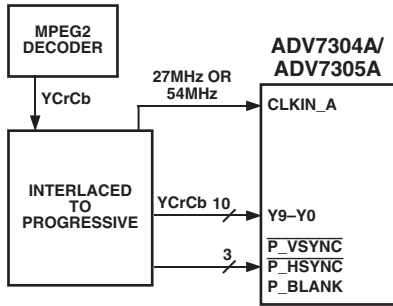 MPEG2
DECODER
YCrCb
INTERLACED
TO
PROGRESSIVE
27MHz OR
54MHz
YCrCb 10
3
ADV7304A/
ADV7305A
CLKIN_A
Y9–Y0
P_VSYNC
P_HSYNC
P_BLANK